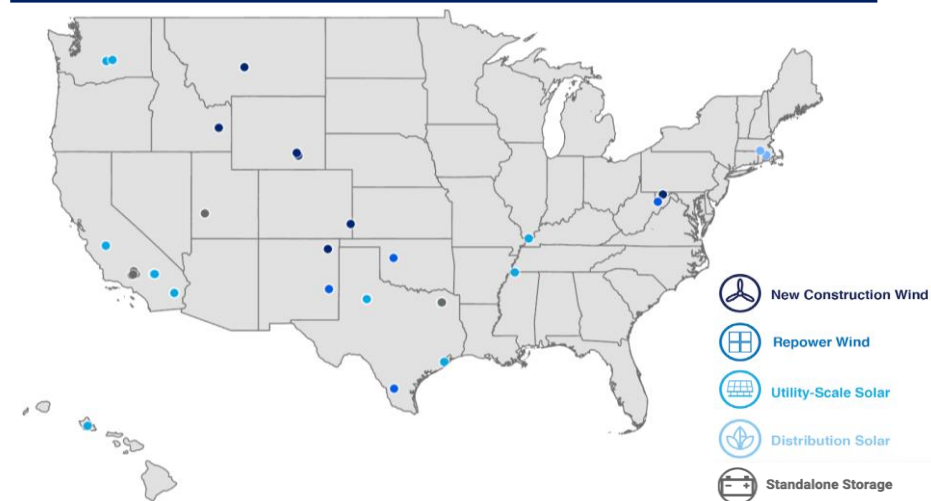 New Construction Wind
Repower Wind
Utility-Scale Solar
Distribution Solar
Standalone Storage